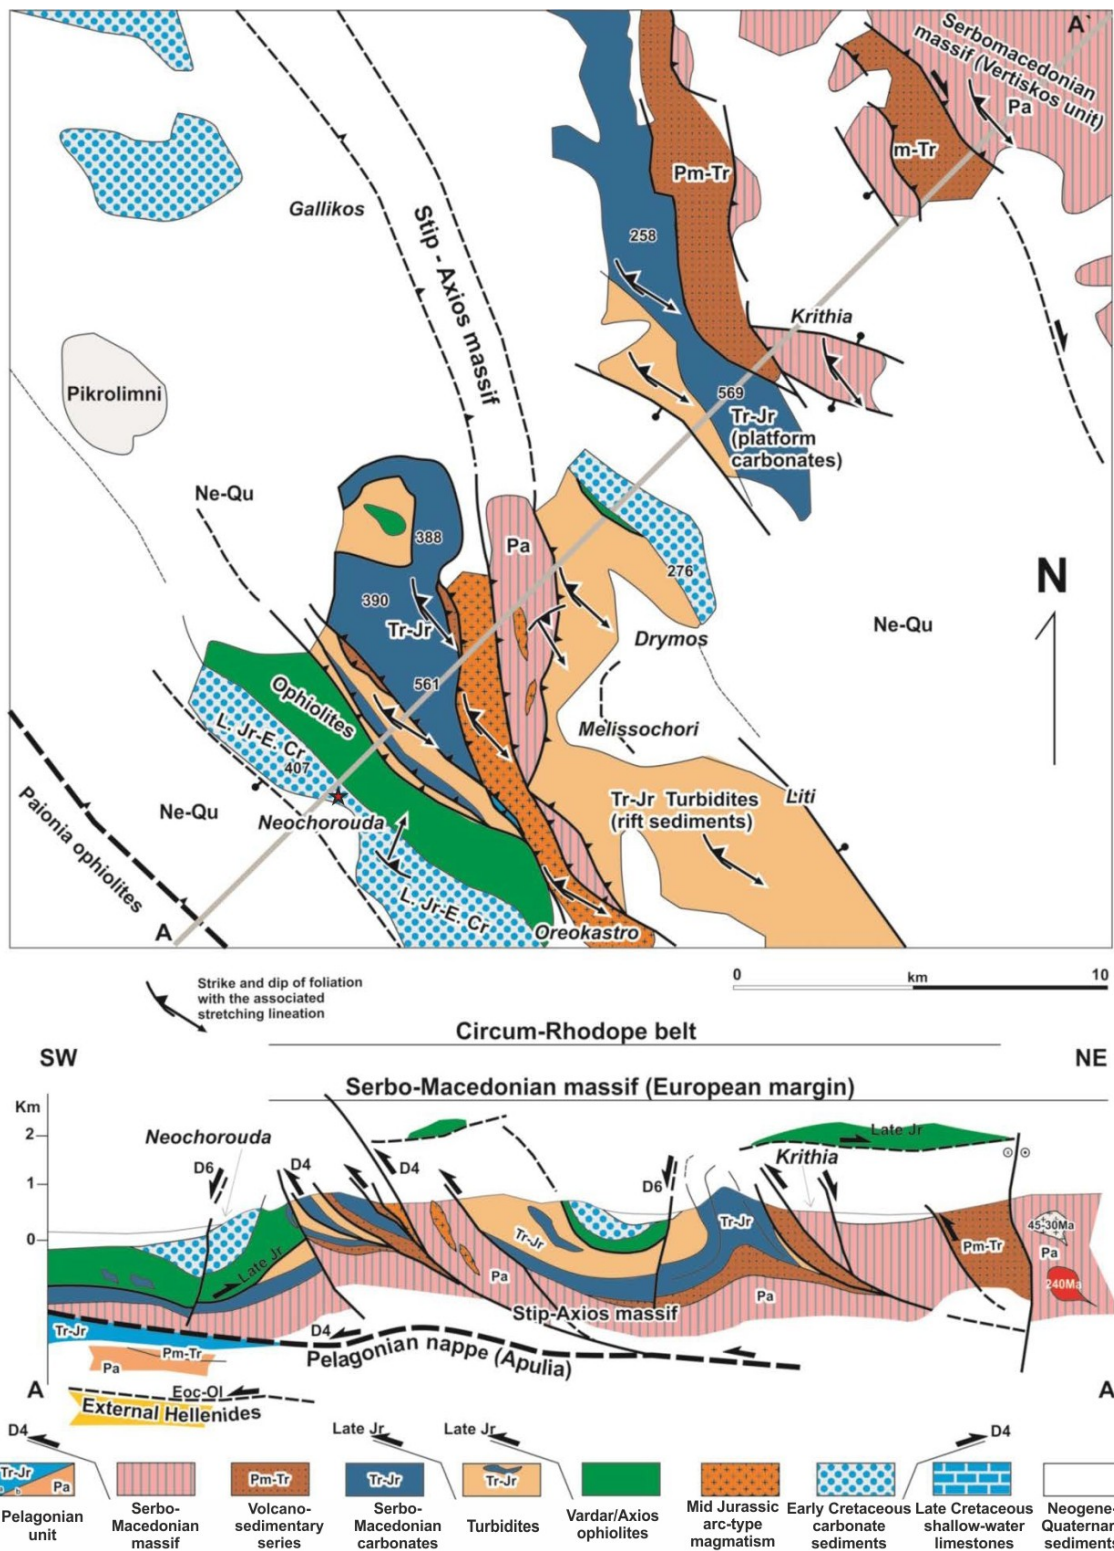 A`
Serbomacedonian
massif (Vertiskos unit)
Pa
m-Tr
Pm-Tr
Gallikos
Stip - Axios massif
258
Krithia
Pikrolimni
569
Tr-Jr
(platform
carbonates)
Ne-Qu
388
Pa
276
N
390
Tr-Jr
Ne-Qu
Drymos
561
Ophiolites
L. Jr-E. Cr
407
Melissochori
Ne-Qu
Tr-Jr Turbidites
(rift sediments)
Liti
Neochorouda
Paionia ophiolites
L. Jr-E. Cr
A
Oreokastro
Strike and dip of foliation
with the associated
stretching lineation
0 km 10
Circum-Rhodope belt
SW NE
Serbo-Macedonian massif (European margin)
Km
2
1
0
Neochorouda
Late Jr
Krithia
D6
D4
D4
D6
Tr-Jr
Tr-Jr
Late Jr
Pm-Tr
45-30Ma
Pa
240Ma
Pa
Pa
Stip-Axios massif
Tr-Jr
D4
Pelagonian nappe (Apulia)
Pm-Tr
Pa
Eoc-Ol
External Hellenides
A A
D4
Late Jr
Late Jr
D4
Tr-Jr
a b
Pa
Pm-Tr
Tr-Jr
Tr-Jr
Pelagonian
unit
Serbo-
Macedonian
massif
Volcano-
sedimentary
series
Serbo-
Macedonian
carbonates
Turbidites
Vardar/Axios
ophiolites
Mid Jurassic
arc-type
magmatism
Early Cretaceous
carbonate
sediments
Late Cretaceous
shallow-water
limestones
Neogene-
Quaternar
sediments